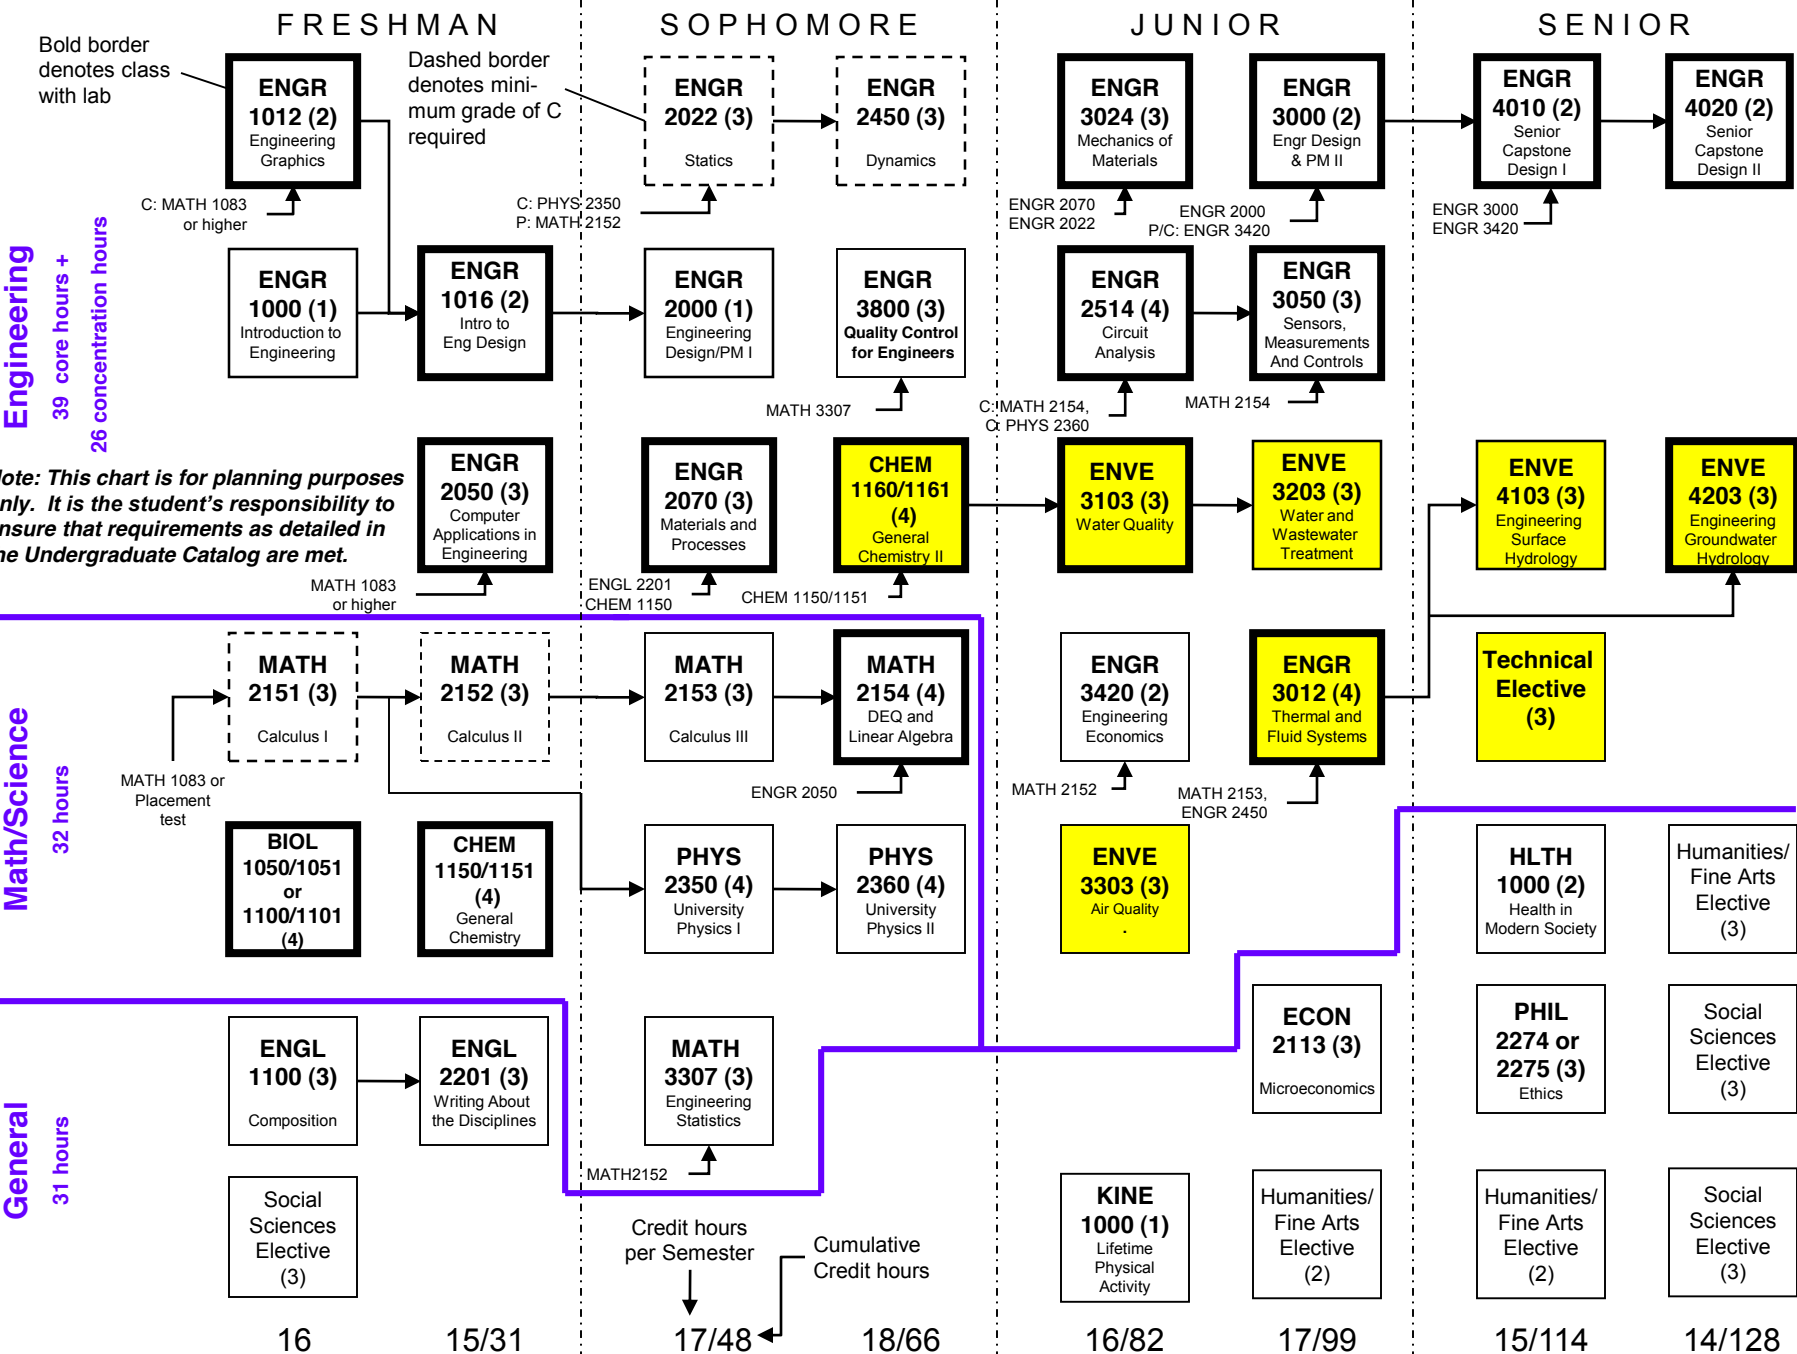 FRESHMAN
SOPHOMORE
JUNIOR
SENIOR
Bold border
denotes class
with lab
ENGR
1012 (2)
Engineering
Graphics
C: MATH 1083
or higher
Dashed border
denotes mini-
mum grade of C
required
ENGR
2022 (3)
Statics
C: PHYS 2350
P: MATH 2152
ENGR
2450 (3)
Dynamics
ENGR
3024 (3)
Mechanics of
Materials
ENGR 2070
ENGR 2022
ENGR
3000 (2)
Engr Design
& PM II
ENGR 2000
P/C: ENGR 3420
ENGR
4010 (2)
Senior
Capstone
Design I
ENGR 3000
ENGR 3420
ENGR
4020 (2)
Senior
Capstone
Design II
Engineering
39 core hours +
26 concentration hours
ENGR
1000 (1)
Introduction to
Engineering
ENGR
1016 (2)
Intro to
Eng Design
ENGR
2000 (1)
Engineering
Design/PM I
ENGR
3800 (3)
Quality Control
for Engineers
MATH 3307
ENGR
2514 (4)
Circuit
Analysis
C: MATH 2154,
C: PHYS 2360
ENGR
3050 (3)
Sensors,
Measurements
And Controls
MATH 2154
ote: This chart is for planning purposes
nly. It is the student's responsibility to
nsure that requirements as detailed in
he Undergraduate Catalog are met.
ENGR
2050 (3)
Computer
Applications in
Engineering
MATH 1083
or higher
ENGR
2070 (3)
Materials and
Processes
ENGL 2201
CHEM 1150
CHEM
1160/1161
(4)
General
Chemistry II
CHEM 1150/1151
ENVE
3103 (3)
Water Quality
ENVE
3203 (3)
Water and
Wastewater
Treatment
ENVE
4103 (3)
Engineering
Surface
Hydrology
ENVE
4203 (3)
Engineering
Groundwater
Hydrology
Math/Science
32 hours
MATH
2151 (3)
Calculus I
MATH 1083 or
Placement
test
MATH
2152 (3)
Calculus II
MATH
2153 (3)
Calculus III
MATH
2154 (4)
DEQ and
Linear Algebra
ENGR 2050
ENGR
3420 (2)
Engineering
Economics
MATH 2152
ENGR
3012 (4)
Thermal and
Fluid Systems
MATH 2153,
ENGR 2450
Technical
Elective
(3)
BIOL
1050/1051
or
1100/1101
(4)
CHEM
1150/1151
(4)
General
Chemistry
PHYS
2350 (4)
University
Physics I
PHYS
2360 (4)
University
Physics II
ENVE
3303 (3)
Air Quality
.
HLTH
1000 (2)
Health in
Modern Society
Humanities/
Fine Arts
Elective
(3)
General
31 hours
ENGL
1100 (3)
Composition
ENGL
2201 (3)
Writing About
the Disciplines
MATH
3307 (3)
Engineering
Statistics
MATH2152
ECON
2113 (3)
Microeconomics
PHIL
2274 or
2275 (3)
Ethics
Social
Sciences
Elective
(3)
Social
Sciences
Elective
(3)
Credit hours
per Semester
Cumulative
Credit hours
KINE
1000 (1)
Lifetime
Physical
Activity
Humanities/
Fine Arts
Elective
(2)
Humanities/
Fine Arts
Elective
(2)
Social
Sciences
Elective
(3)
16
15/31
17/48
18/66
16/82
17/99
15/114
14/128